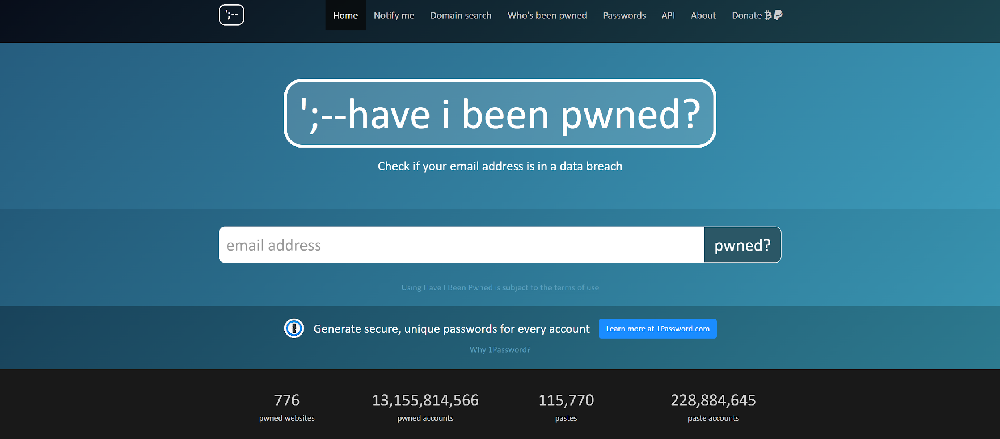 ';--
Home Notify me Domain search Who's been pwned Passwords API About Donate
';--have i been pwned?
Check if your email address is in a data breach
email address pwned?
Using Have I Been Pwned is subject to the terms of use
Generate secure, unique passwords for every account Learn more at 1Password.com
Why 1Password?
776 13,155,814,566 115,770 228,884,645
pwned websites pwned accounts pastes paste accounts